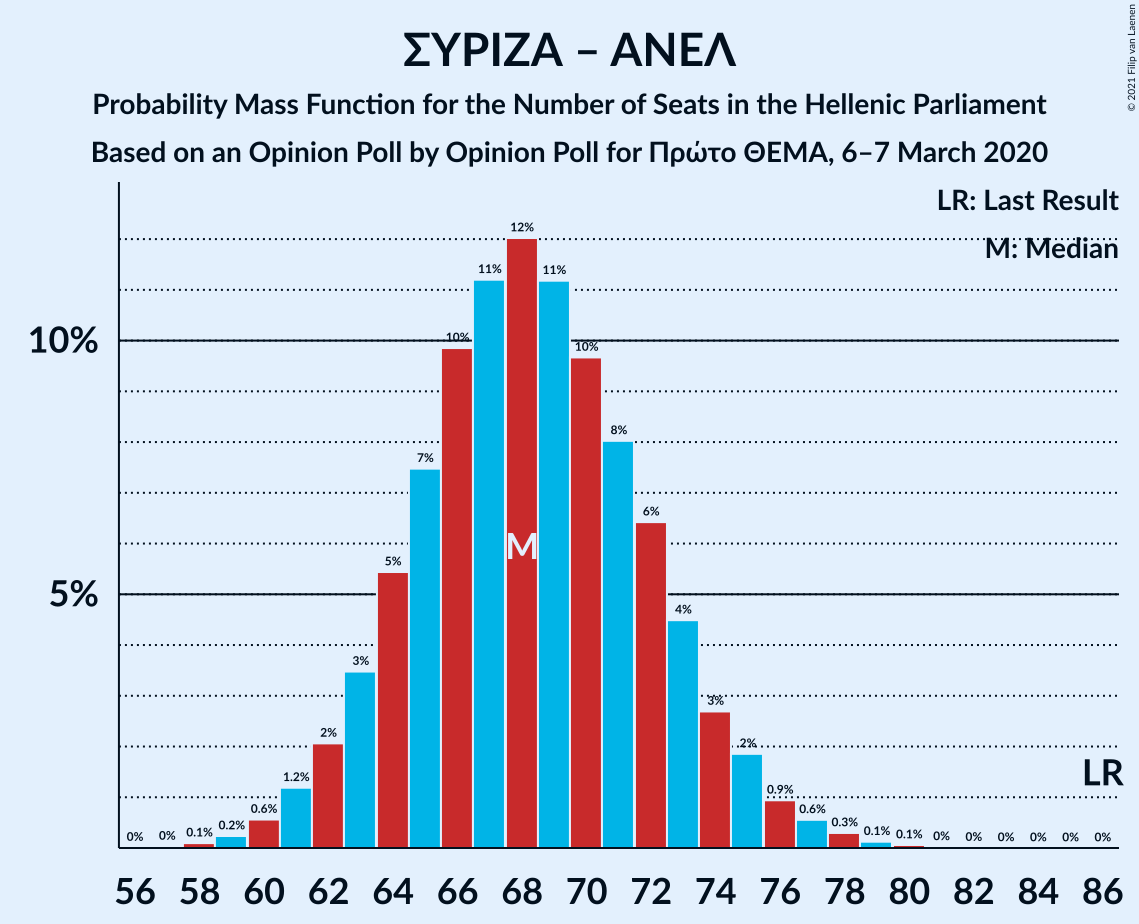 © 2021 Filip van Laenen
ΣΥΡΙΖΑ – ΑΝΕΛ
Probability Mass Function for the Number of Seats in the Hellenic Parliament
Based on an Opinion Poll by Opinion Poll for Πρώτο ΘΕΜΑ, 6–7 March 2020
LR: Last Result
M: Median
10%
5%
0% 0% 0.1% 0.2% 0.6% 1.2% 2% 3% 5% 7% 10% 11% 12% 11% 10% 8% 6% 4% 3% 2% 0.9% 0.6% 0.3% 0.1% 0.1% 0% 0% 0% 0% 0% 0%
M
LR
56 58 60 62 64 66 68 70 72 74 76 78 80 82 84 86